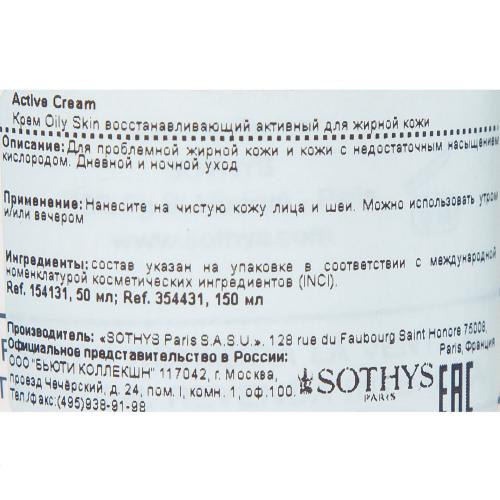 Active Cream
Крем Oily Skin восстанавливающий активный для жирной кожи
Описание: Для проблемной жирной кожи и кожи с недостаточным насыщением
кислородом. Дневной и ночной уход
Применение: Нанесите на чистую кожу лица и шеи. Можно использовать утром
и/или вечером
Ингредиенты: состав указан на упаковке в соответствии с международной
номенклатурой косметических ингредиентов (INCI).
Ref. 154131, 50 мл; Ref. 354431, 150 мл
Производитель: «SOTHYS Paris S.A.S.U.». 128 rue du Faubourg Saint Honore 75008,
Paris, Франция
Официальное представительство в России:
ООО "БЬЮТИ КОЛЛЕКШН" 117042, г. Москва,
проезд Чечёрский, д. 24, пом. I, комн. 1, оф.100.
Тел./факс:(495)938-91-98
SOTHYS
PARIS
EAC